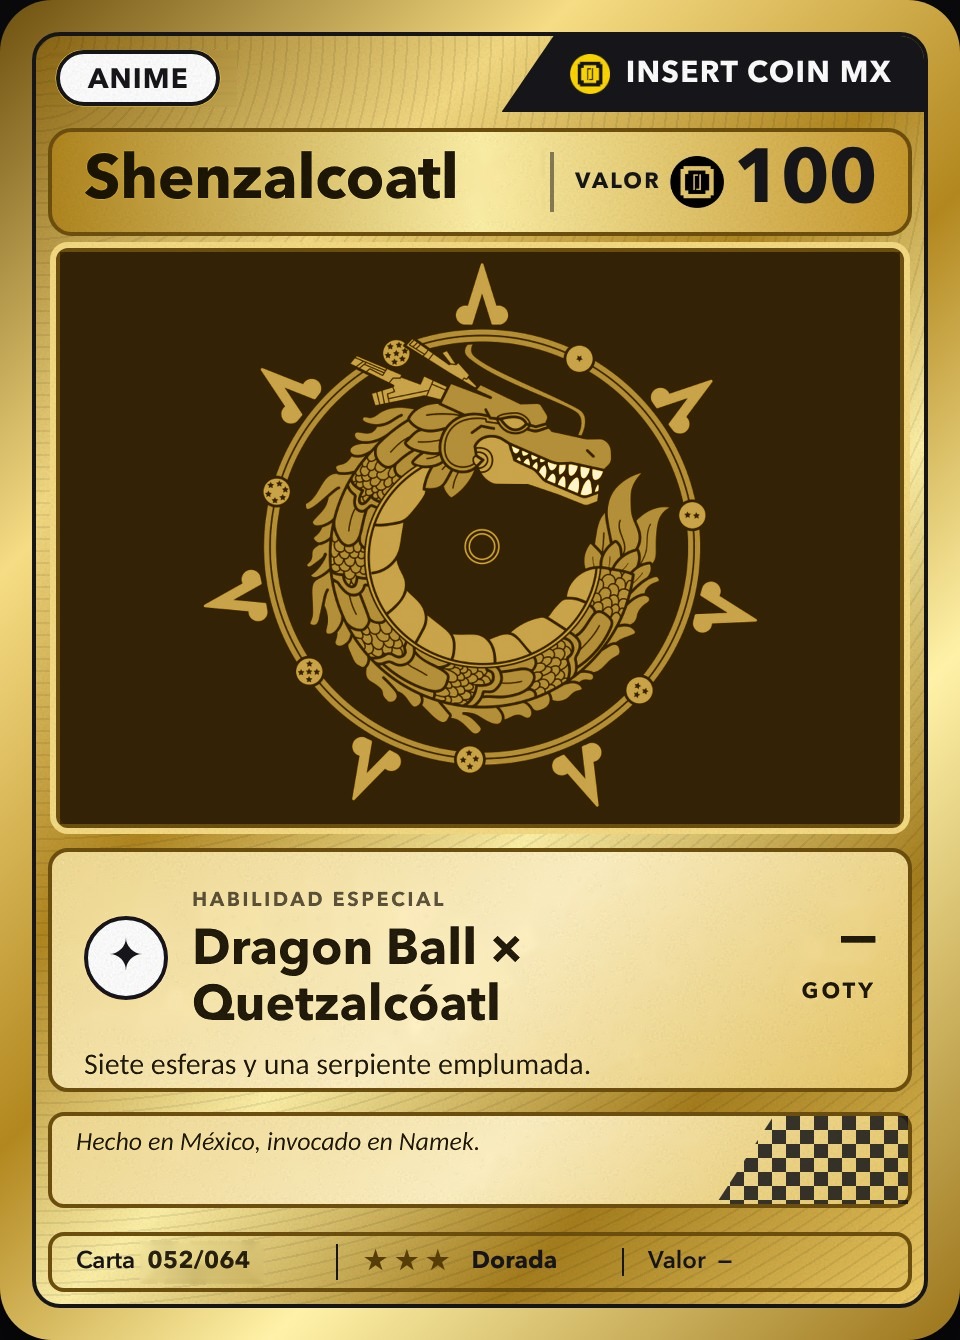 ANIME
INSERT COIN MX
Shenzalcoatl
VALOR 100
HABILIDAD ESPECIAL
Dragon Ball ×
Quetzalcóatl
–
GOTY
Siete esferas y una serpiente emplumada.
Hecho en México, invocado en Namek.
Carta 052/064 ★★★ Dorada Valor –